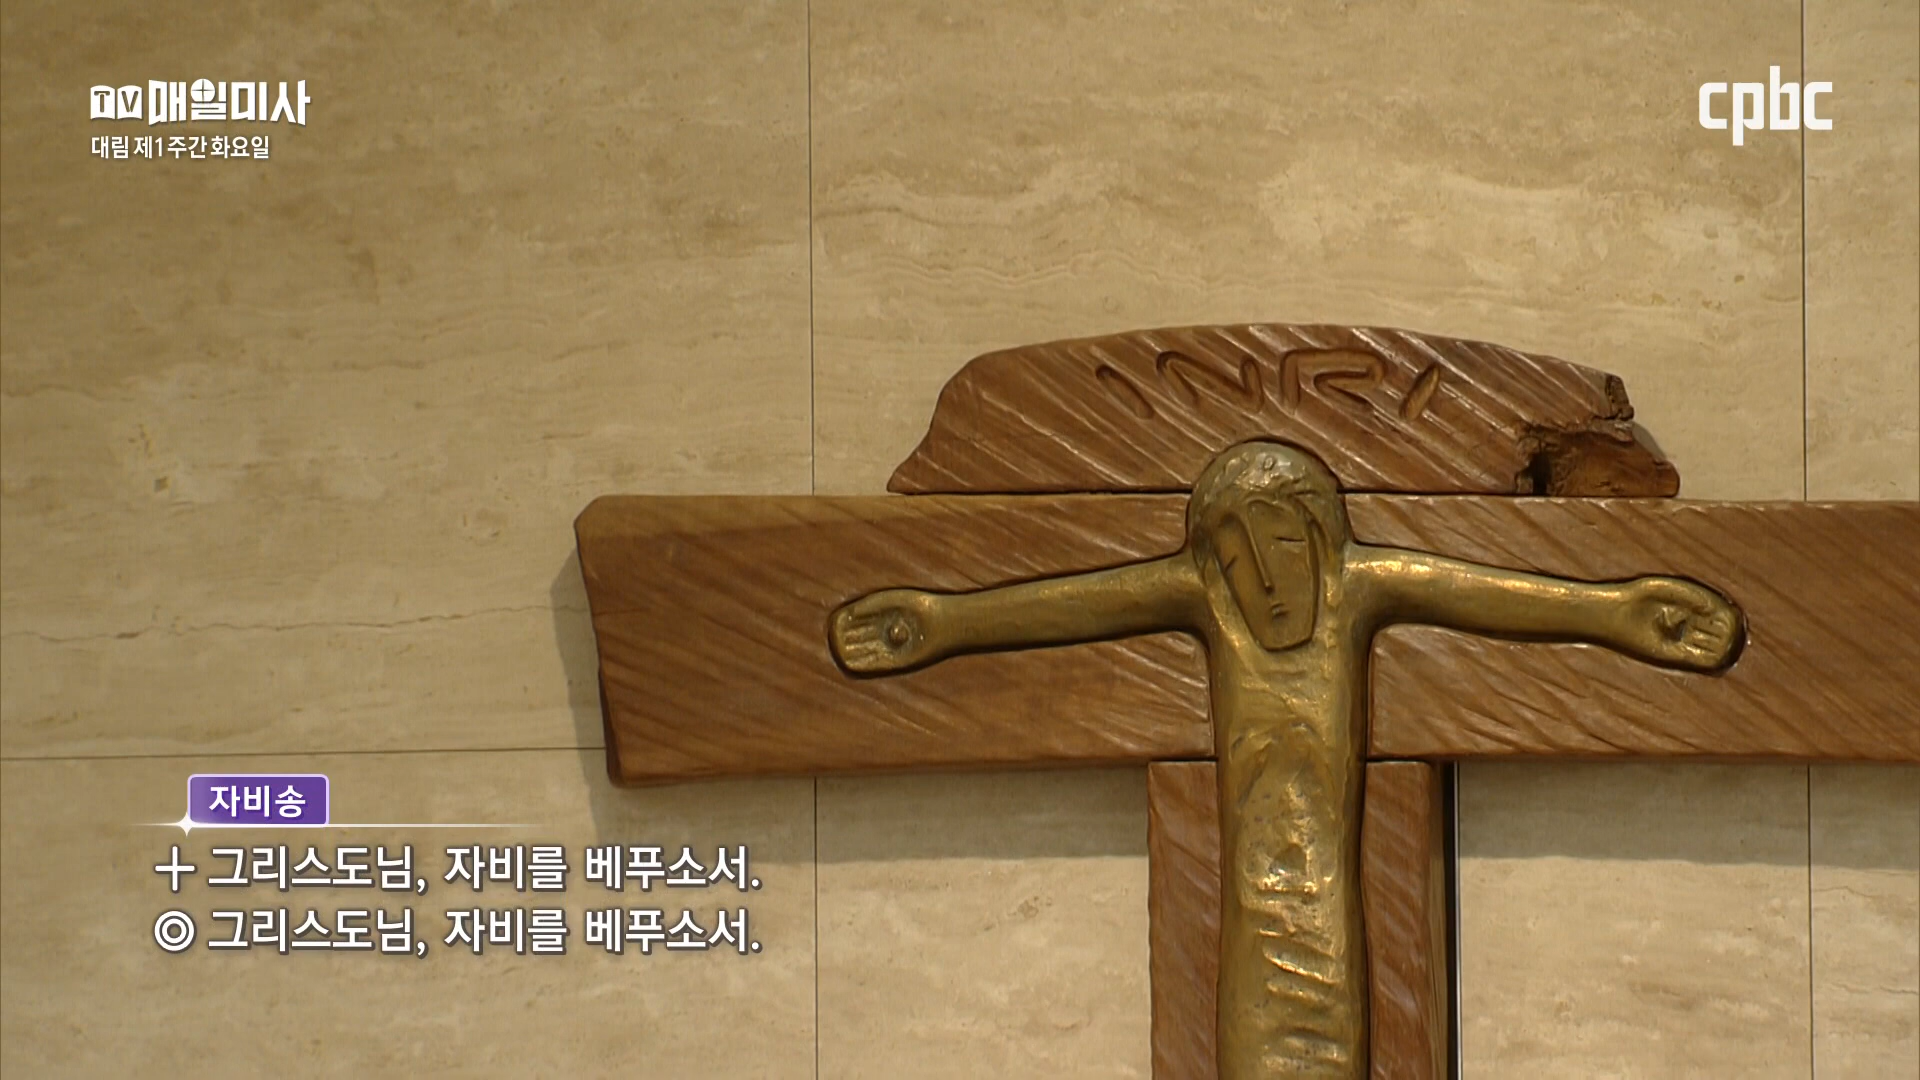 TV매일미사
cpbc
대림 제1주간 화요일
INRI
자비송
+ 그리스도님, 자비를 베푸소서.
◎ 그리스도님, 자비를 베푸소서.